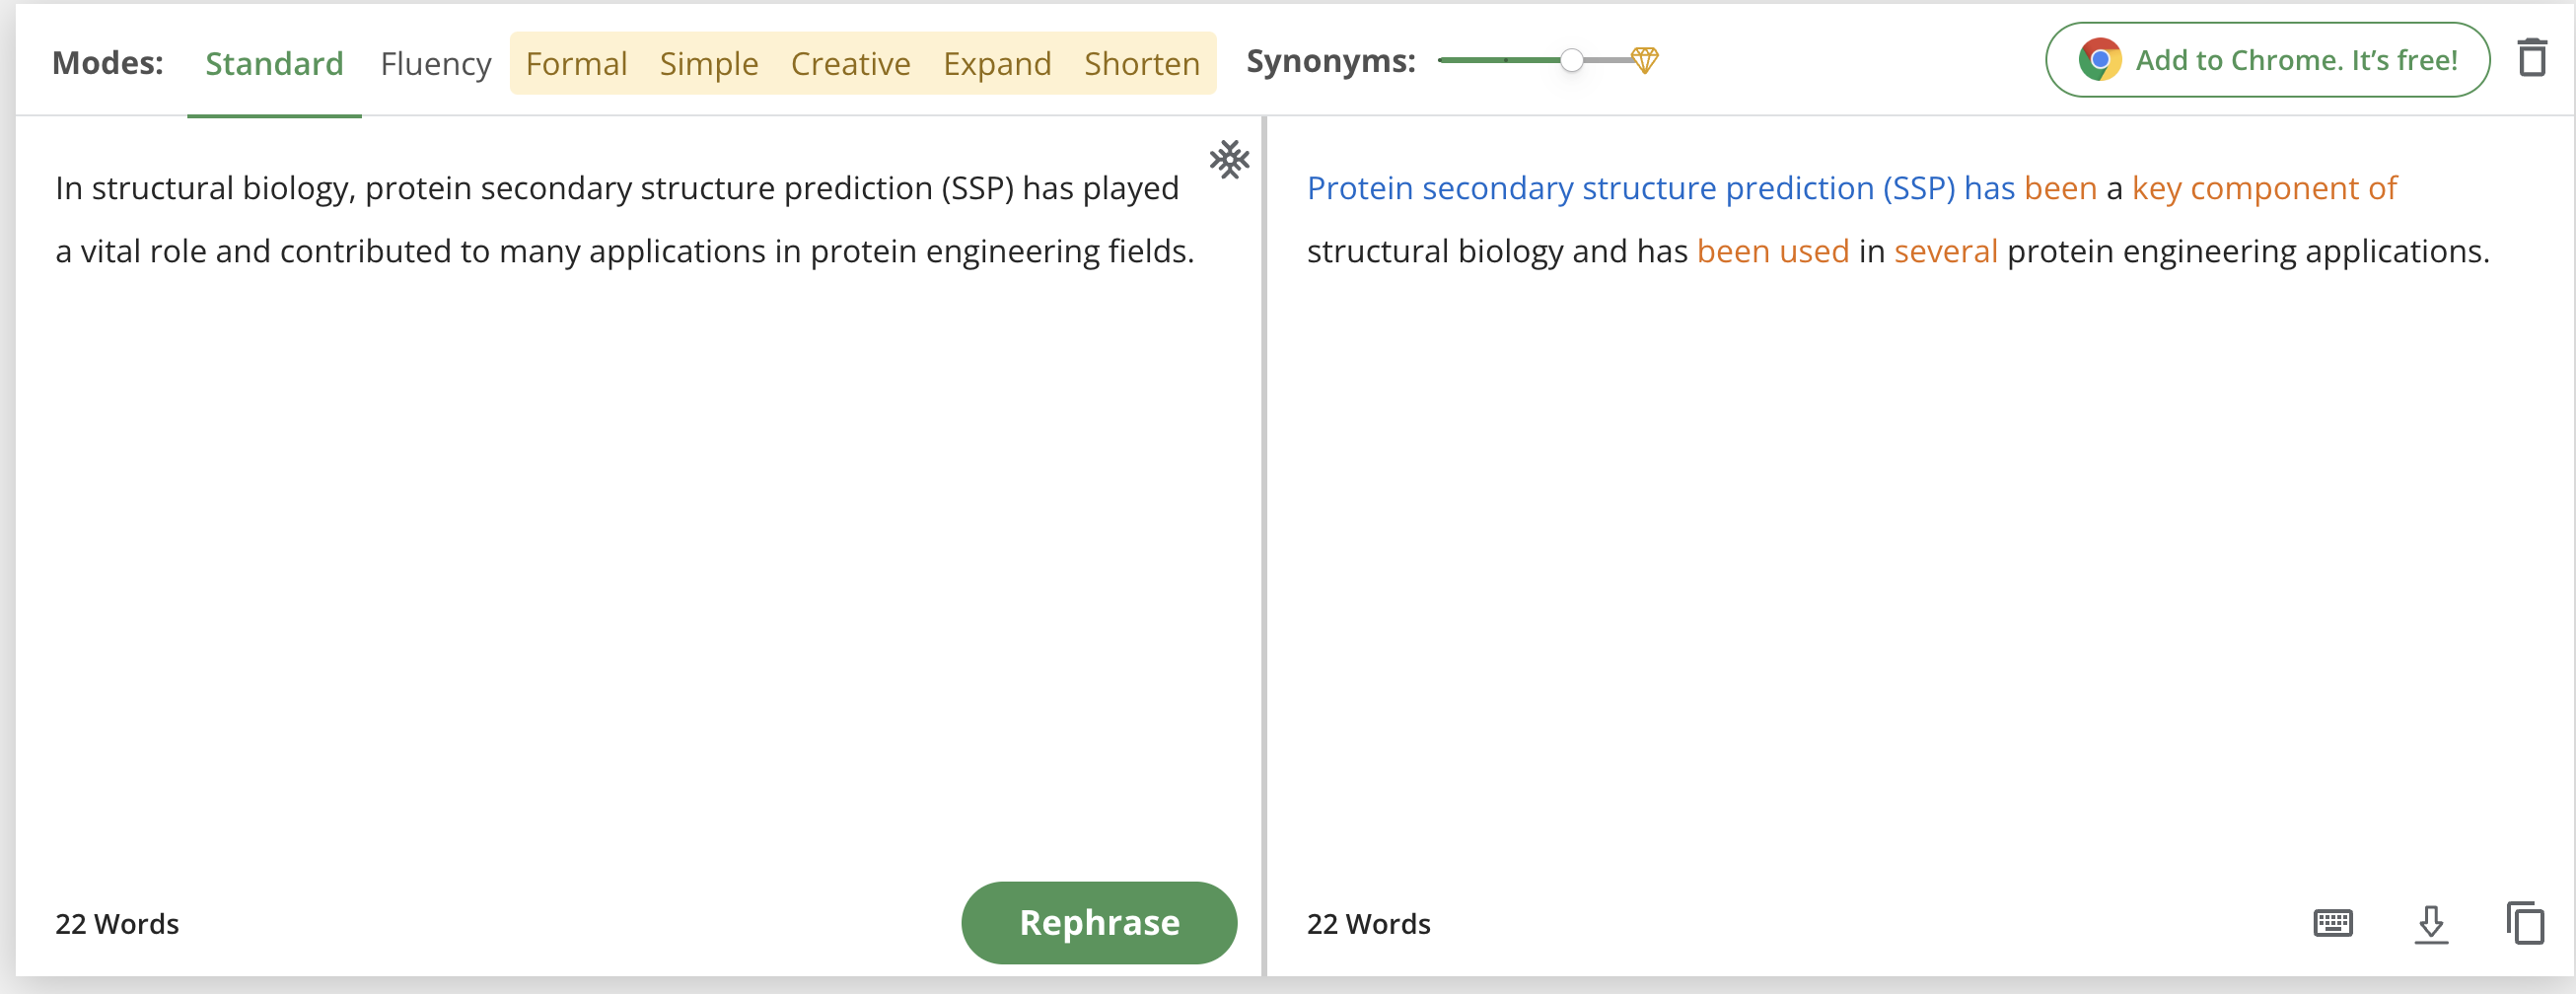 Modes: Standard Fluency Formal Simple Creative Expand Shorten Synonyms: Add to Chrome. It’s free!
In structural biology, protein secondary structure prediction (SSP) has played
a vital role and contributed to many applications in protein engineering fields.
22 Words Rephrase
Protein secondary structure prediction (SSP) has been a key component of
structural biology and has been used in several protein engineering applications.
22 Words